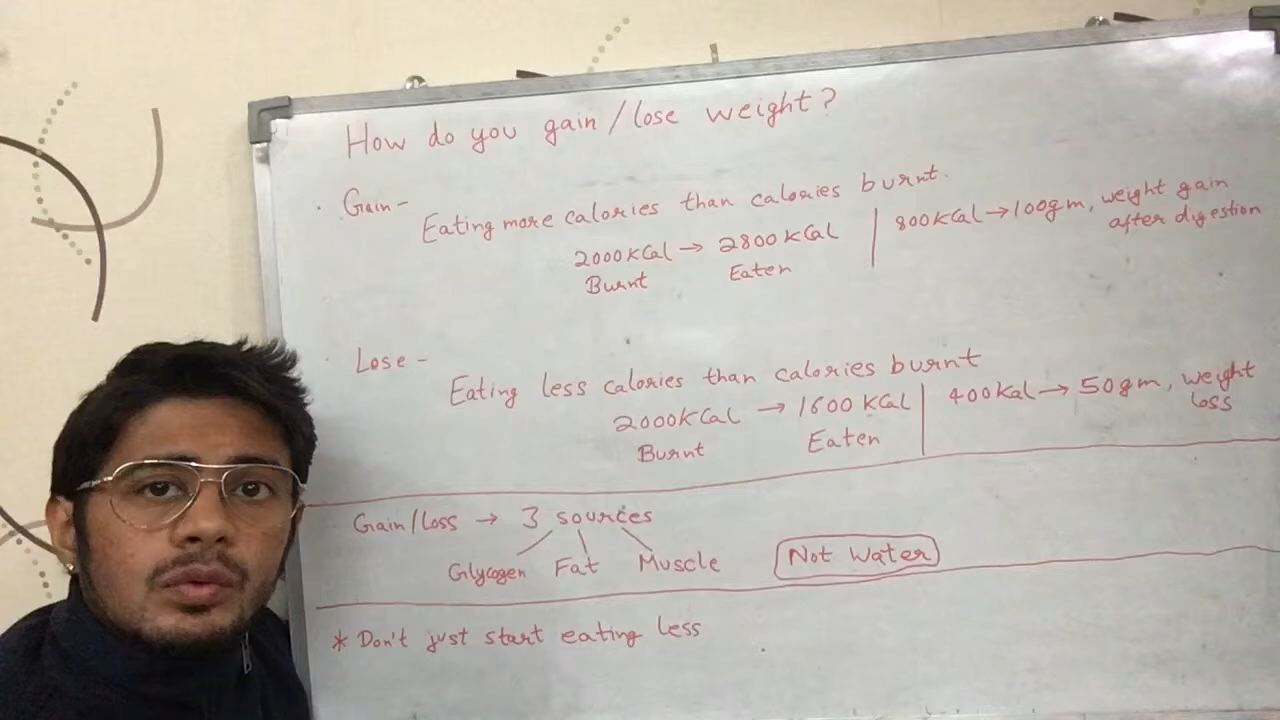 How do you gain/lose weight?
· Gain -
Eating more calories than calories burnt.
2000 KCal → 2800 KCal | 800 KCal → 100gm, weight gain
Burnt Eaten after digestion
· Lose -
Eating less calories than calories burnt
2000 KCal → 1600 KCal | 400 Kal → 50 gm, weight
Burnt Eaten loss
Gain/Loss → 3 sources
Glycogen Fat Muscle Not Water
* Don't just start eating less